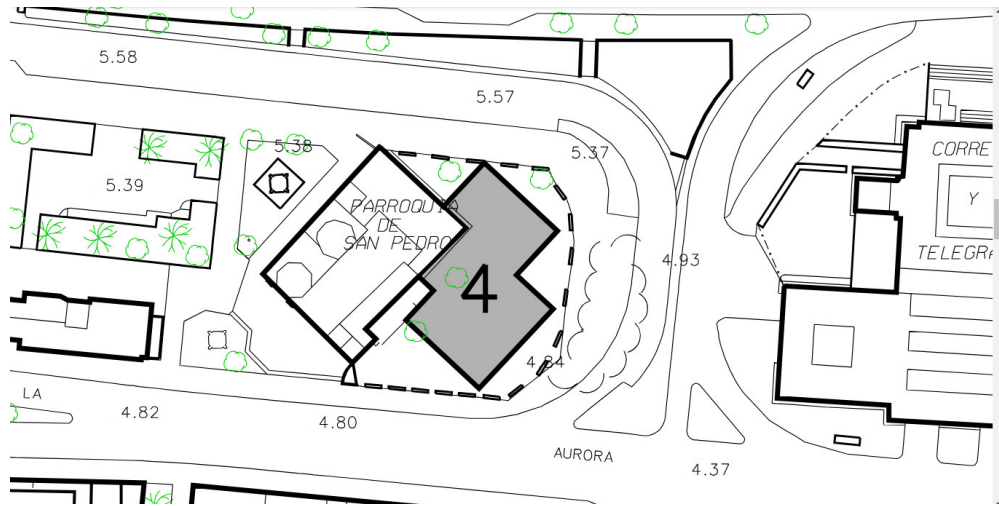 5.58
5.57
5.38
5.37
CORRE
5.39
PARROQUIA
DE
SAN PEDRO
Y
TELEGRA
4.93
4
4.84
LA
4.82
4.80
AURORA
4.37